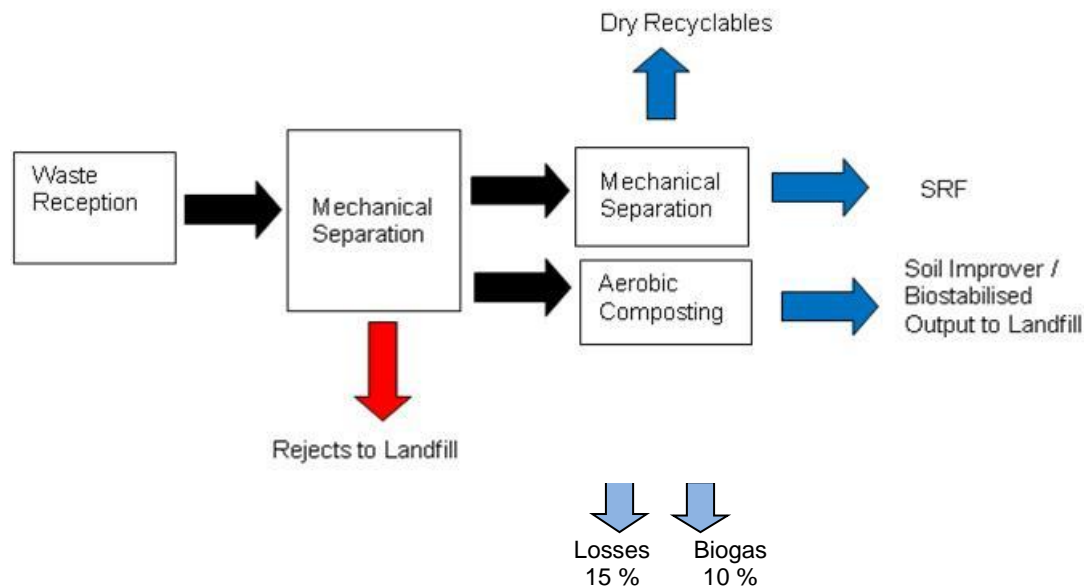 Dry Recyclables
Waste
Reception
Mechanical
Separation
Mechanical
Separation
SRF
Aerobic
Composting
Soil Improver /
Biostabilised
Output to Landfill
Rejects to Landfill
Losses
15 %
Biogas
10 %